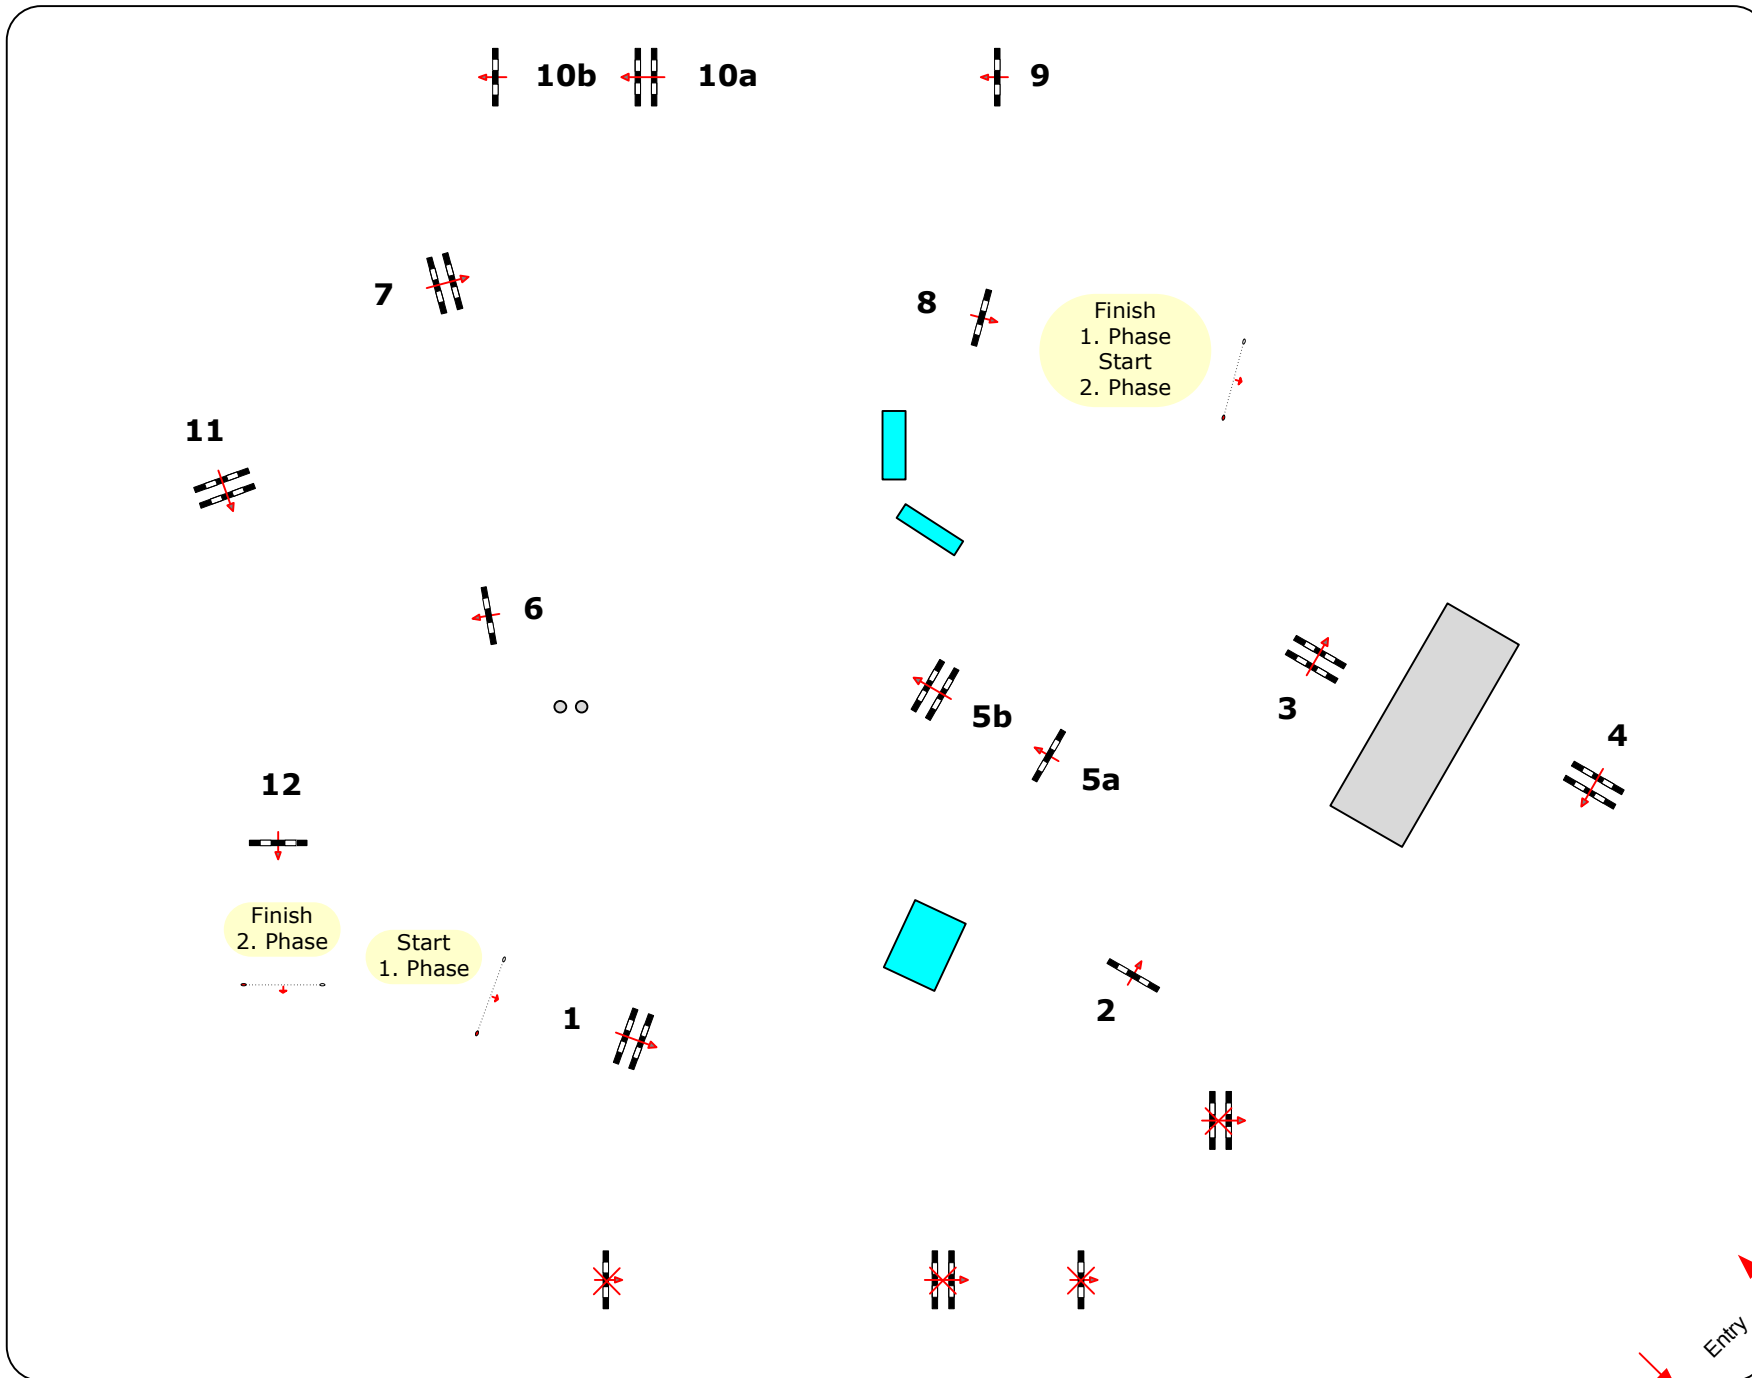 10b
10a
9
7
8
Finish
1. Phase
Start
2. Phase
11
6
3
5b
4
5a
12
Finish
2. Phase
Start
1. Phase
1
2
Entry